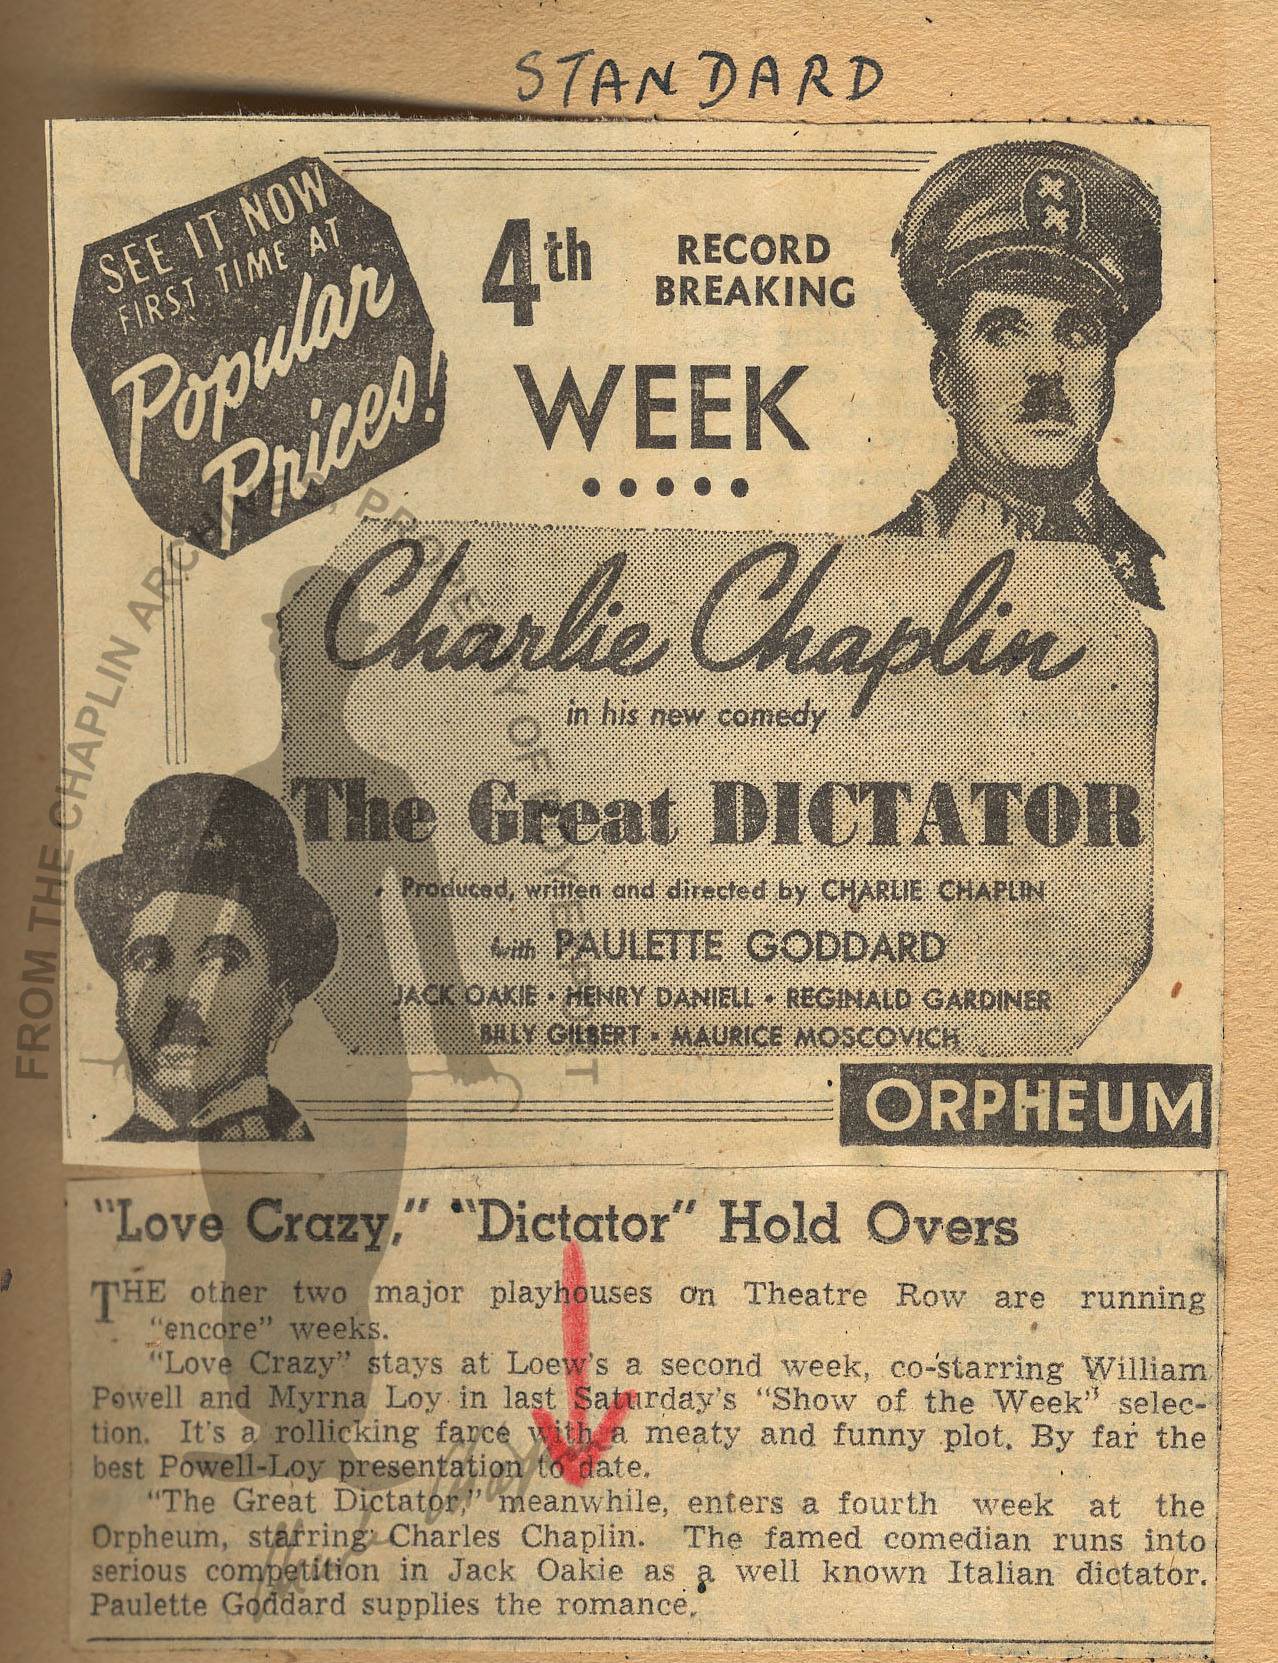 STANDARD
SEE IT NOW
FIRST TIME AT
Popular
Prices!
4th
RECORD
BREAKING
WEEK
Charlie Chaplin
in his new comedy
The Great DICTATOR
Produced, written and directed by CHARLIE CHAPLIN
with PAULETTE GODDARD
JACK OAKIE • HENRY DANIELL • REGINALD GARDINER
BILLY GILBERT • MAURICE MOSCOVICH
ORPHEUM
"Love Crazy," "Dictator" Hold Overs
THE other two major playhouses on Theatre Row are running
"encore" weeks.
"Love Crazy" stays at Loew's a second week, co-starring William
Powell and Myrna Loy in last Saturday's "Show of the Week" selec-
tion. It's a rollicking farce with a meaty and funny plot. By far the
best Powell-Loy presentation to date.
"The Great Dictator," meanwhile, enters a fourth week at the
Orpheum, starring Charles Chaplin. The famed comedian runs into
serious competition in Jack Oakie as a well known Italian dictator.
Paulette Goddard supplies the romance.
FROM THE CHAPLIN ARCHIVES, PROPERTY OF ROY EXPORT